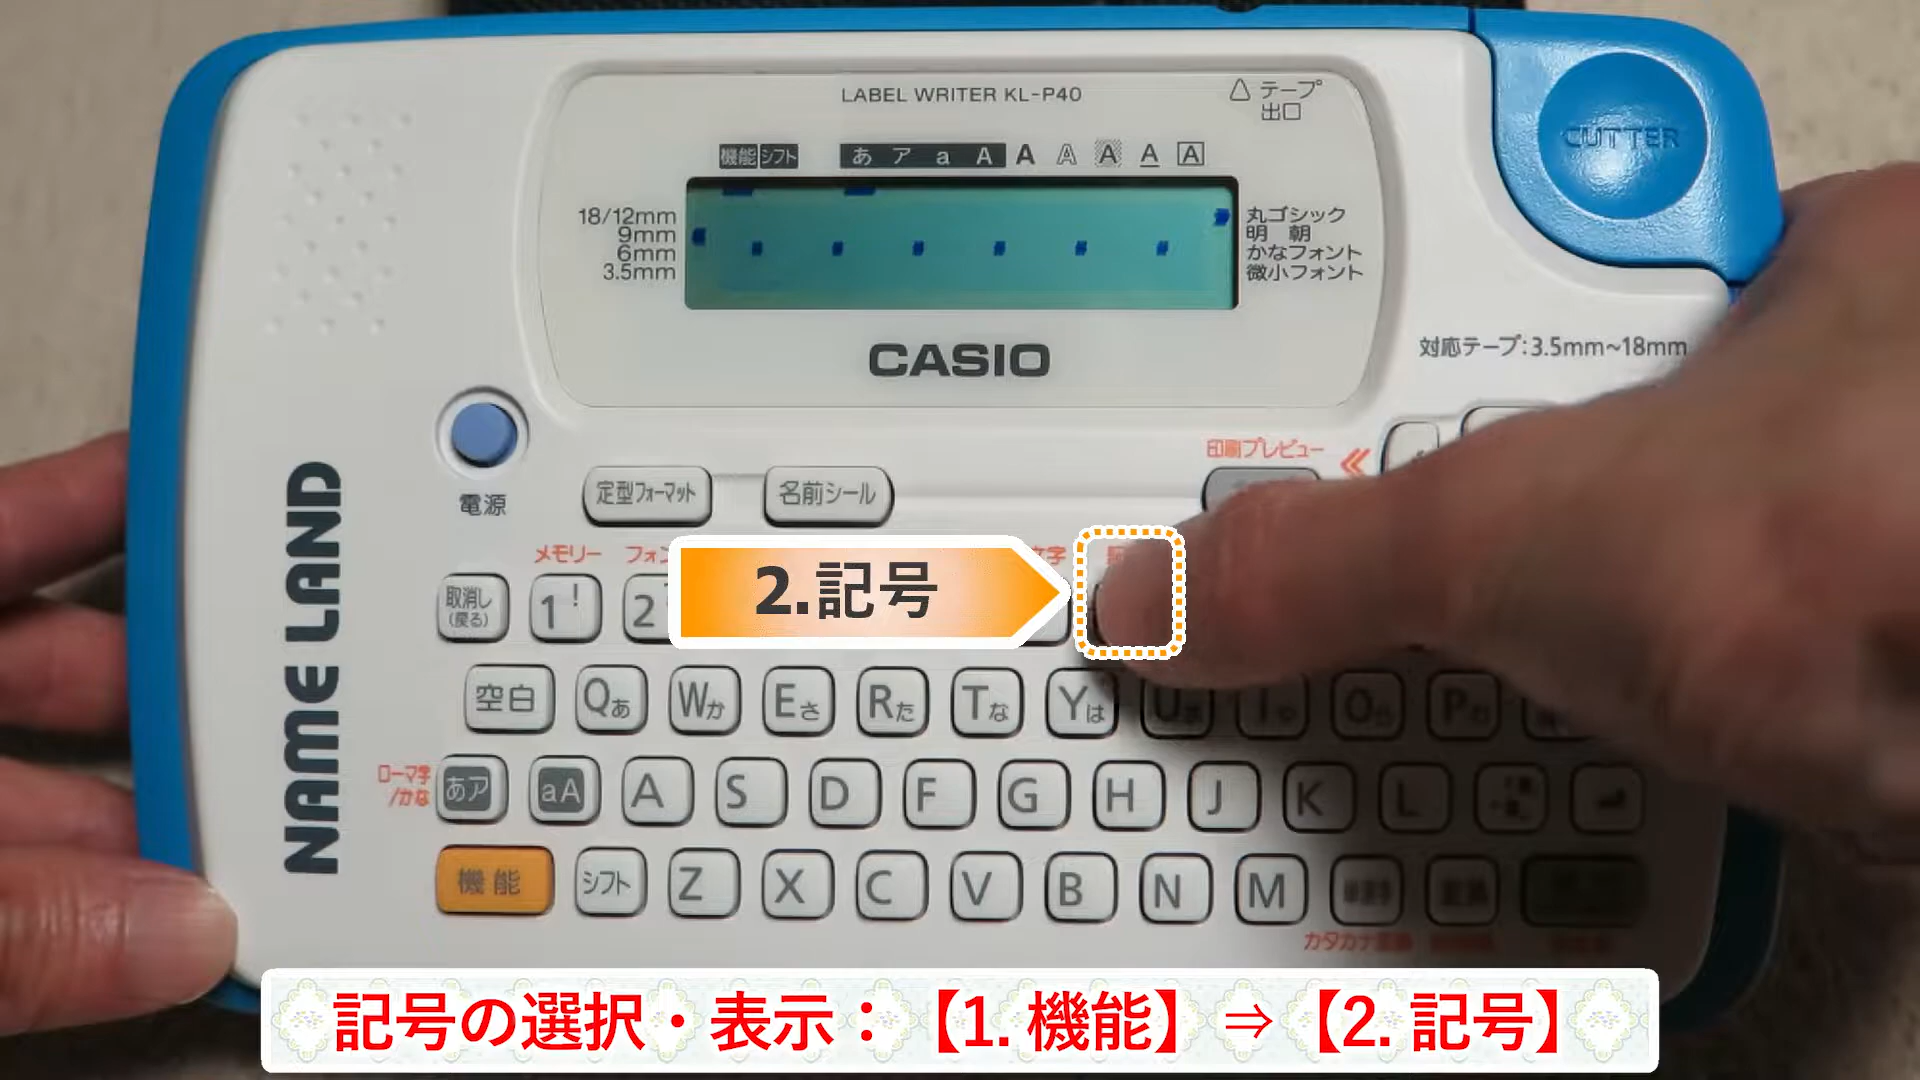 LABEL WRITER KL-P40
△ テープ
出口
機能 シフト あ ア a A A A A A A
CUTTER
18/12mm
9mm
6mm
3.5mm
丸ゴシック
明 朝
かなフォント
微小フォント
CASIO
対応テープ:3.5mm~18mm
電源
定型フォーマット
名前シール
印刷プレビュー
NAME LAND
メモリー
取消し
(戻る)
1 !
2
2.記号
空白 Qあ Wか Eさ Rた Tな Yは U I O P
ローマ字
/かな
あア aA A S D F G H J K L
機能 シフト Z X C V B N M
記号の選択・表示:【1. 機能】⇒【2. 記号】